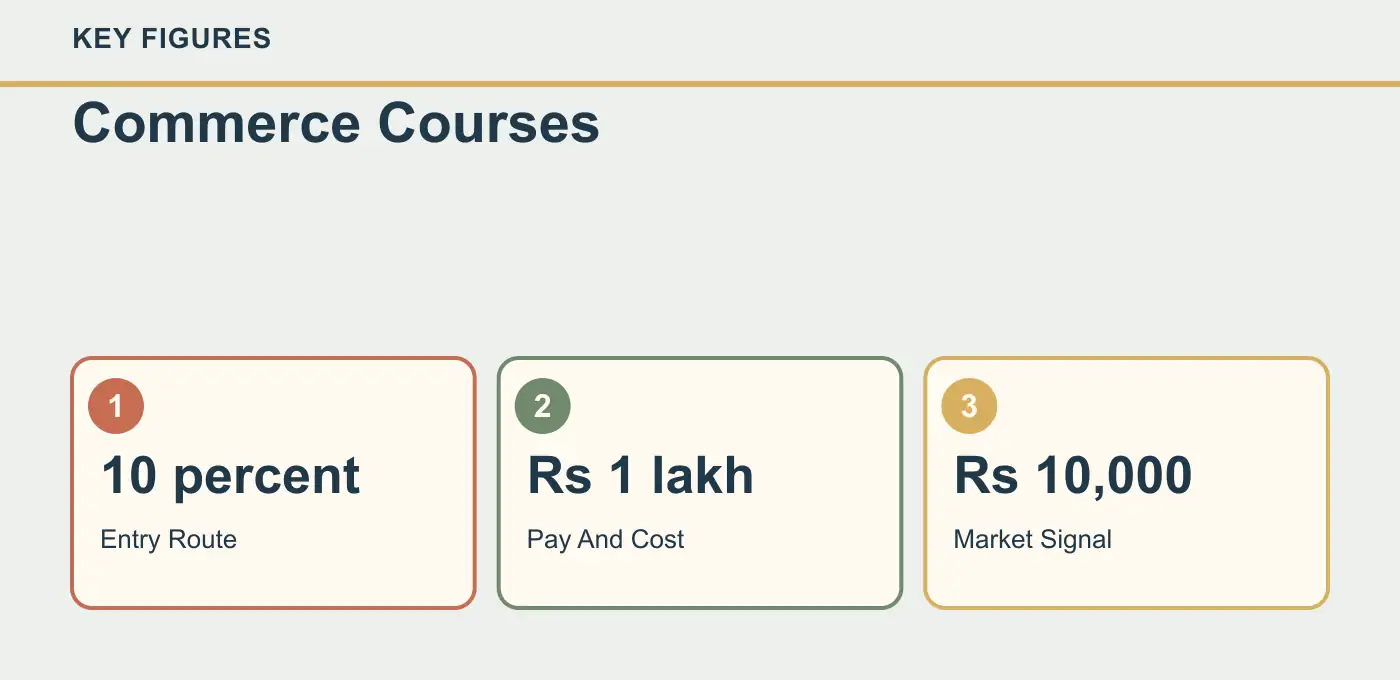 KEY FIGURES
Commerce Courses
1
10 percent
Entry Route
2
Rs 1 lakh
Pay And Cost
3
Rs 10,000
Market Signal